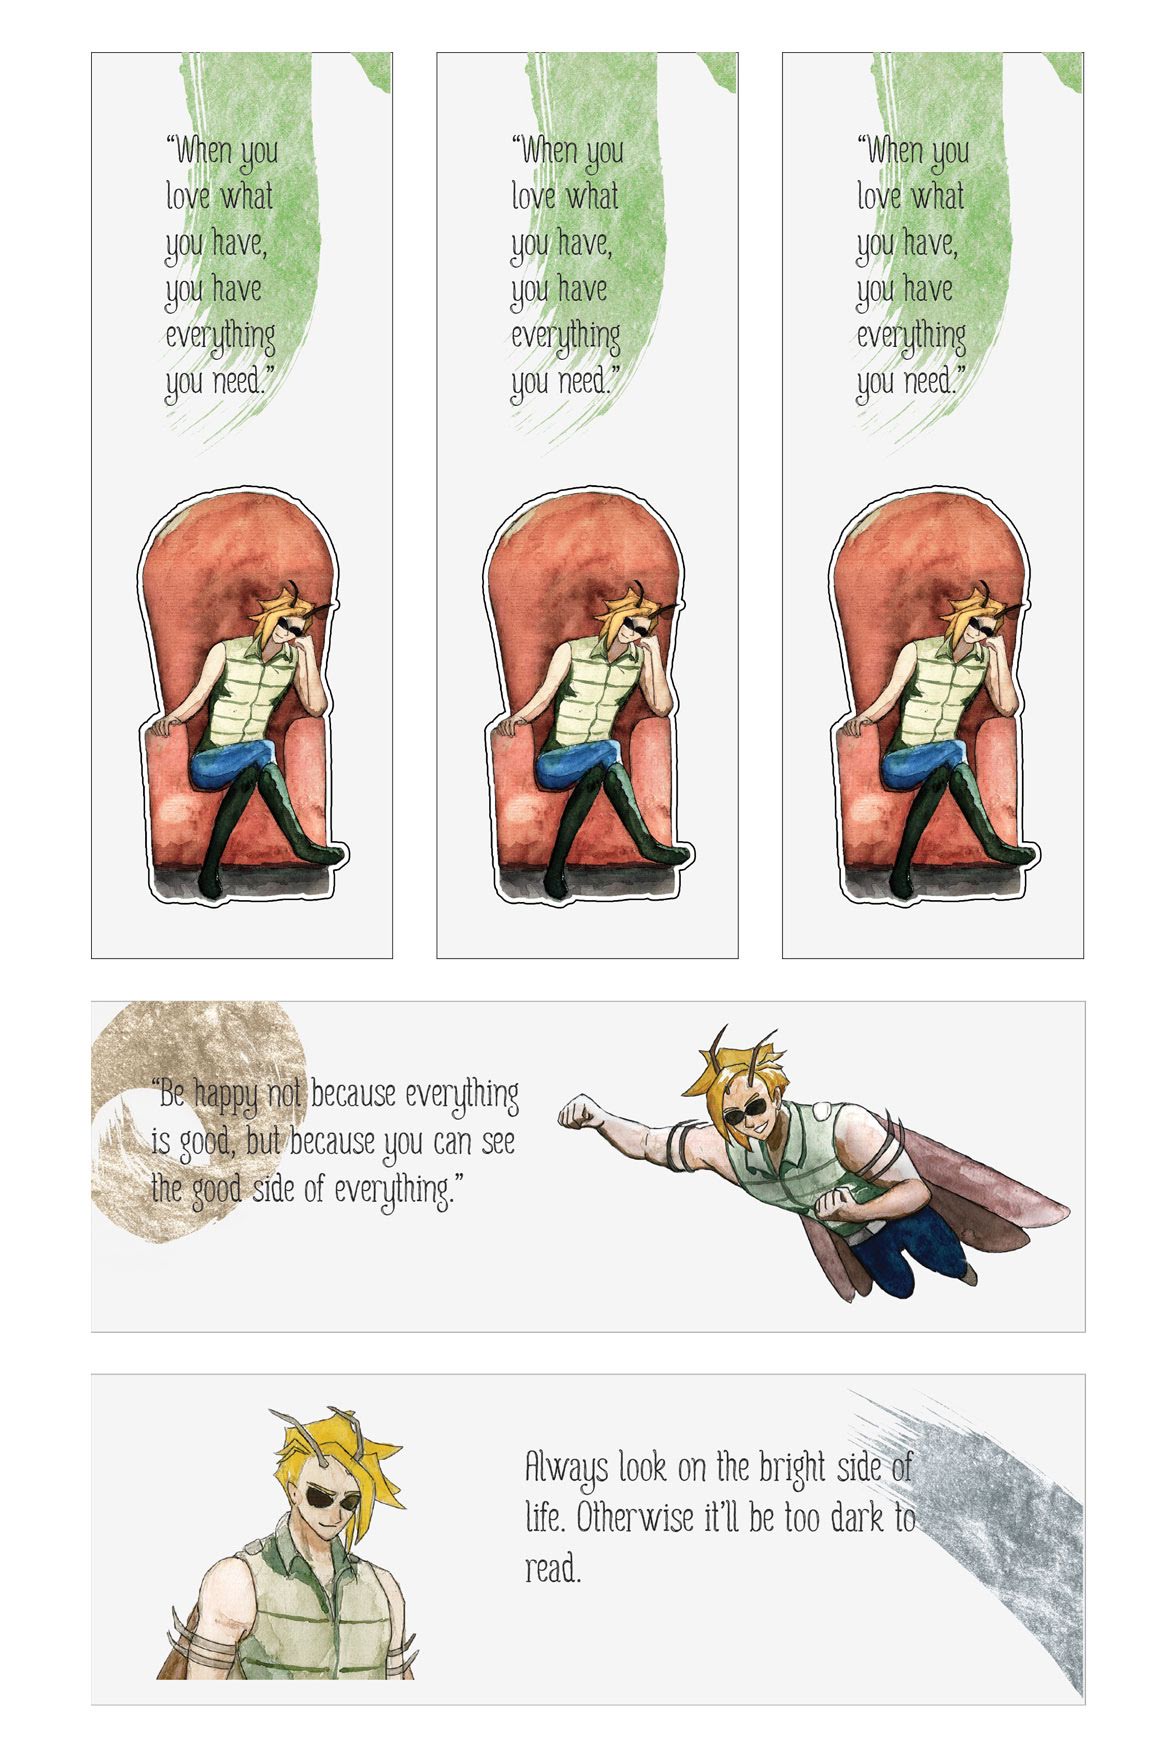 “When you
love what
you have,
you have
everything
you need.”
“When you
love what
you have,
you have
everything
you need.”
“When you
love what
you have,
you have
everything
you need.”
“Be happy not because everything
is good, but because you can see
the good side of everything.”
Always look on the bright side of
life. Otherwise it’ll be too dark to
read.